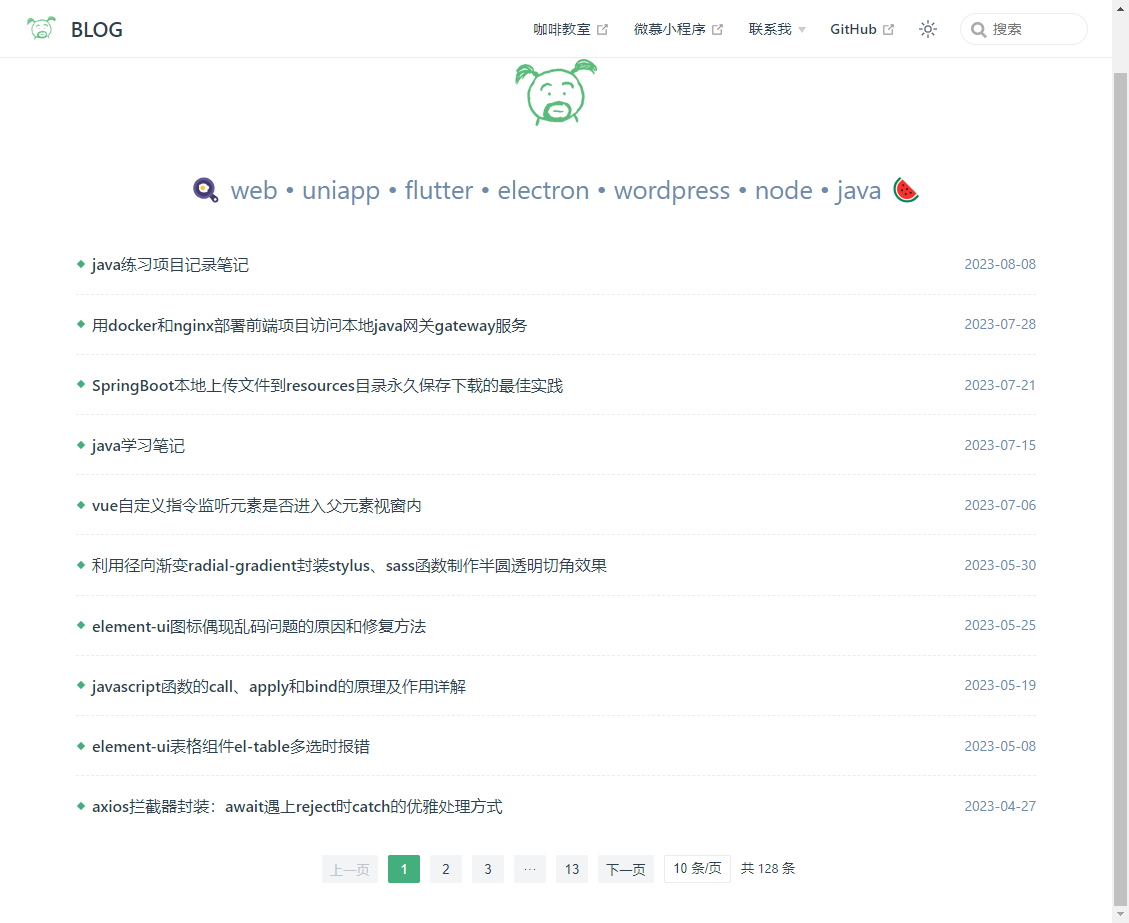 BLOG 咖啡教室 微慕小程序 联系我 GitHub 搜索
web • uniapp • flutter • electron • wordpress • node • java
java练习项目记录笔记 2023-08-08
用docker和nginx部署前端项目访问本地java网关gateway服务 2023-07-28
SpringBoot本地上传文件到resources目录永久保存下载的最佳实践 2023-07-21
java学习笔记 2023-07-15
vue自定义指令监听元素是否进入父元素视窗内 2023-07-06
利用径向渐变radial-gradient封装stylus、sass函数制作半圆透明切角效果 2023-05-30
element-ui图标偶现乱码问题的原因和修复方法 2023-05-25
javascript函数的call、apply和bind的原理及作用详解 2023-05-19
element-ui表格组件el-table多选时报错 2023-05-08
axios拦截器封装：await遇上reject时catch的优雅处理方式 2023-04-27
上一页 1 2 3 ··· 13 下一页 10 条/页 共 128 条